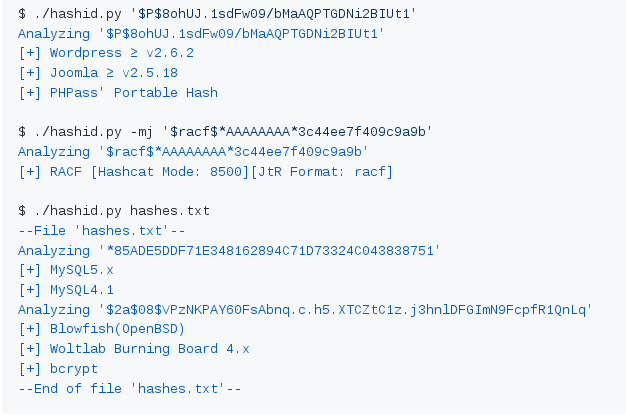 $ ./hashid.py '$P$8ohUJ.1sdFw09/bMaAQPTGDNi2BIUt1'
Analyzing '$P$8ohUJ.1sdFw09/bMaAQPTGDNi2BIUt1'
[+] Wordpress ≥ v2.6.2
[+] Joomla ≥ v2.5.18
[+] PHPass' Portable Hash
$ ./hashid.py -mj '$racf$*AAAAAAAA*3c44ee7f409c9a9b'
Analyzing '$racf$*AAAAAAAA*3c44ee7f409c9a9b'
[+] RACF [Hashcat Mode: 8500][JtR Format: racf]
$ ./hashid.py hashes.txt
--File 'hashes.txt'--
Analyzing '*85ADE5DDF71E348162894C71D73324C043838751'
[+] MySQL5.x
[+] MySQL4.1
Analyzing '$2a$08$VPzNKPAY60FsAbnq.c.h5.XTCZtC1z.j3hnlDFGImN9FcpfR1QnLq'
[+] Blowfish(OpenBSD)
[+] Woltlab Burning Board 4.x
[+] bcrypt
--End of file 'hashes.txt'--